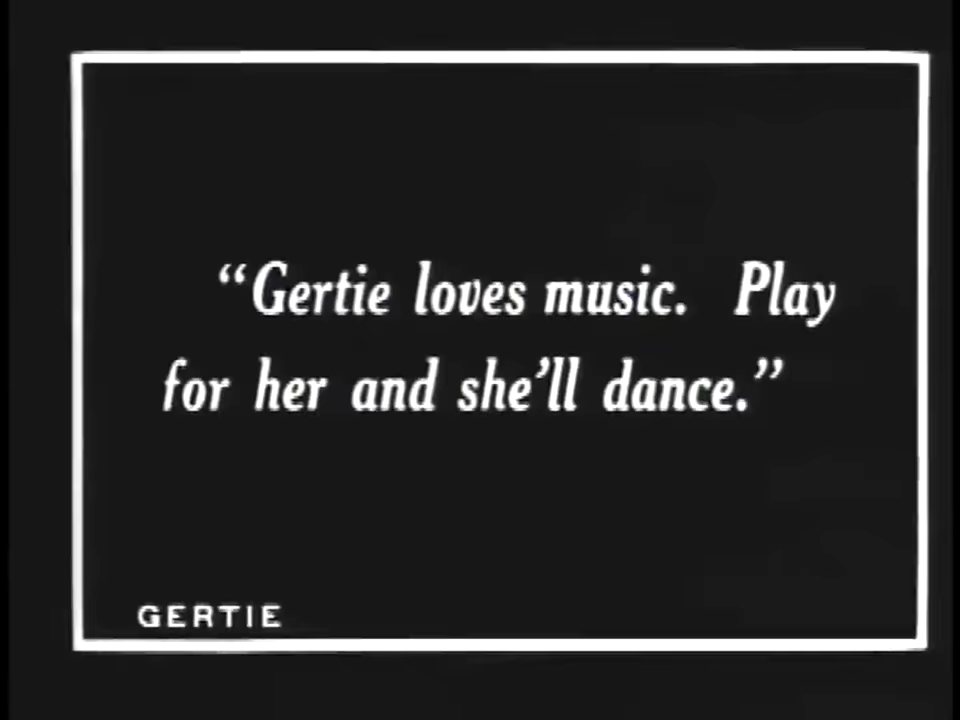 “Gertie loves music. Play
for her and she’ll dance.”
GERTIE